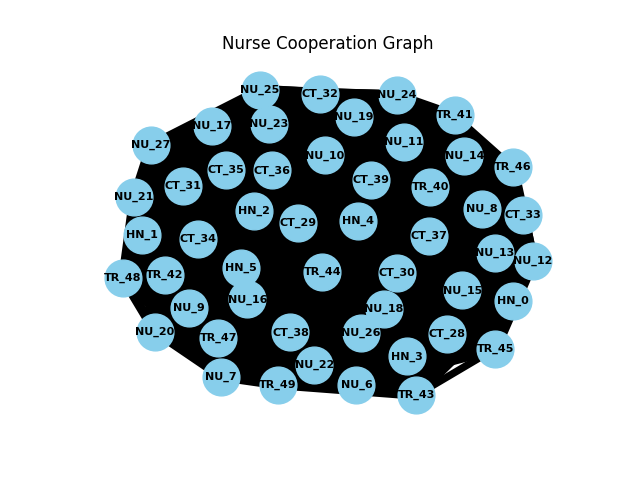 Nurse Cooperation Graph
NU_25
CT_32
NU_24
TR_41
NU_17
NU_23
NU_19
NU_27
NU_11
NU_10
NU_14
TR_46
CT_35
CT_36
CT_31
CT_39
TR_40
NU_21
HN_2
NU_8
CT_33
CT_29
HN_4
HN_1
CT_34
CT_37
NU_13
NU_12
TR_48
TR_42
HN_5
TR_44
CT_30
NU_15
NU_16
HN_0
NU_9
NU_18
NU_20
TR_47
CT_38
NU_26
CT_28
TR_45
HN_3
NU_22
NU_7
TR_49
NU_6
TR_43